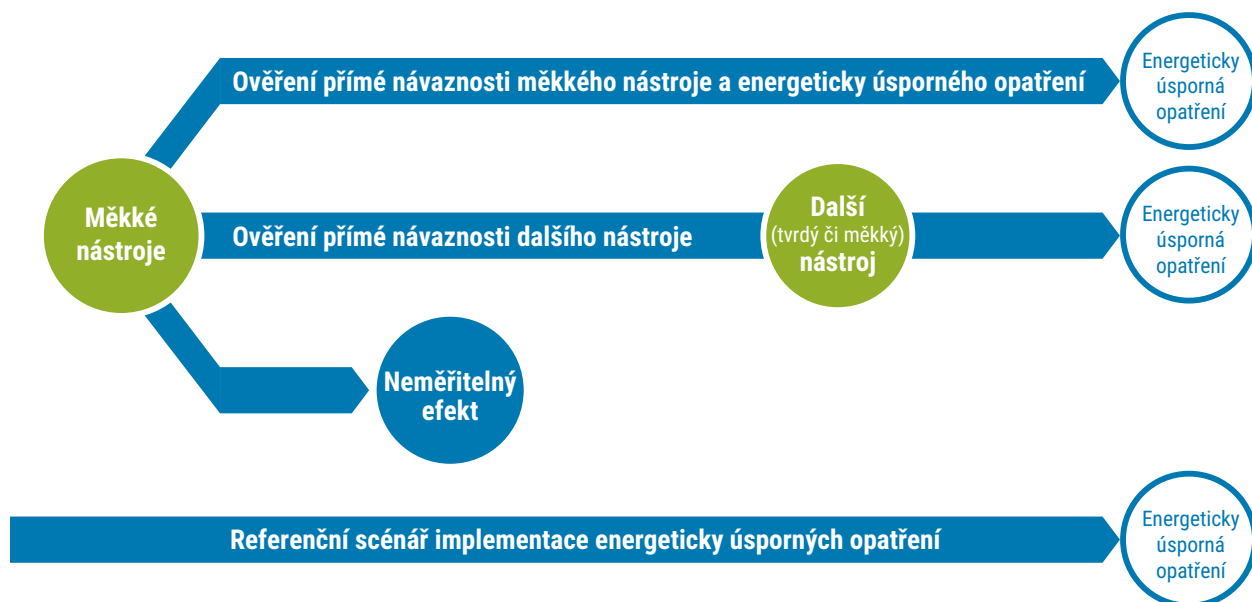 Ověření přímé návaznosti měkkého nástroje a energeticky úsporného opatření
Energeticky
úsporná
opatření
Měkké
nástroje
Ověření přímé návaznosti dalšího nástroje
Další
(tvrdý či měkký)
nástroj
Energeticky
úsporná
opatření
Neměřitelný
efekt
Referenční scénář implementace energeticky úsporných opatření
Energeticky
úsporná
opatření